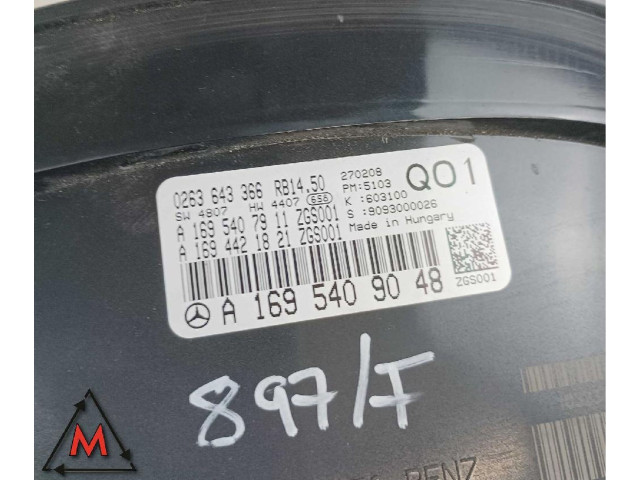 0263 643 366 RB14.50
SW 4807 HW 4407 658
A 169 540 79 11 ZGS001
A 169 442 18 21 ZGS001
270208
PM:5103
K :603100
S :9093000026
Made in Hungary
Q01
ZGS001
A 169 540 90 48
897/F
BENZ
M